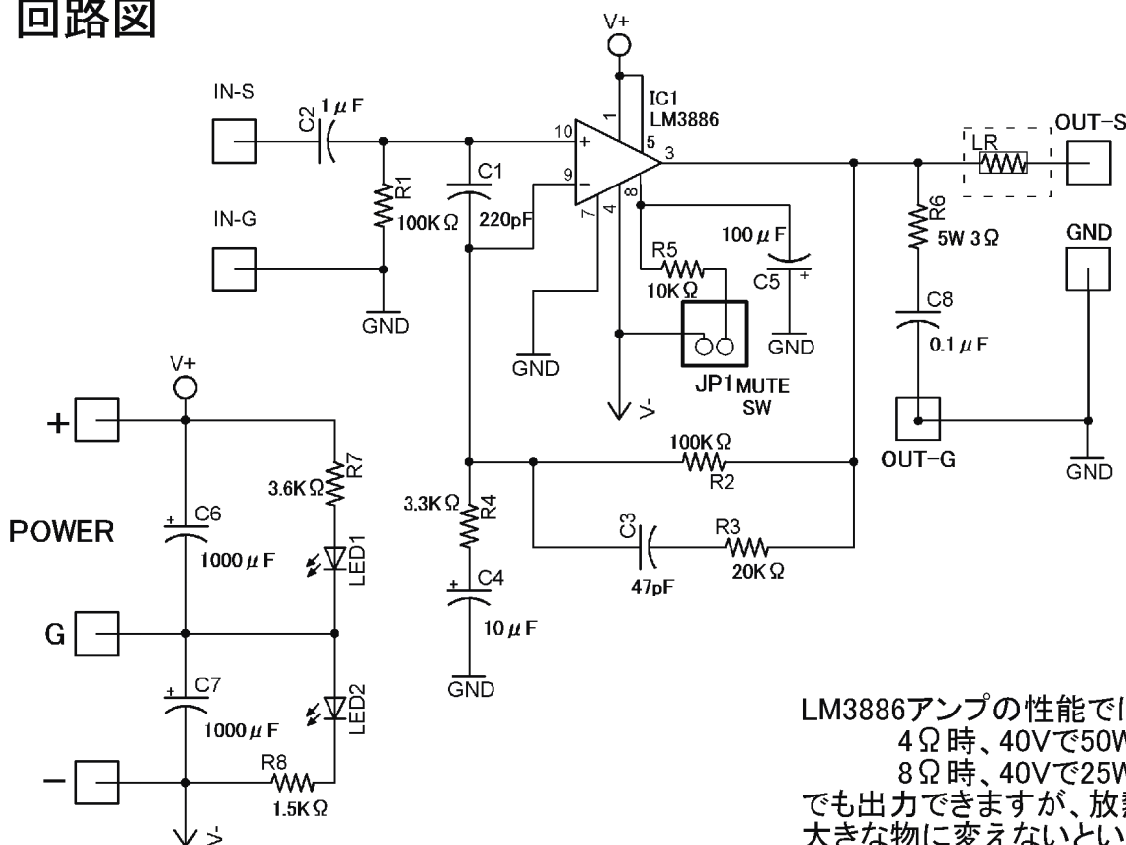 回路図
V+
IN-S
C2
1μF
IC1
LM3886
1
5
10
+
3
9
−
8
4
7
LR
OUT-S
C1
220pF
R1
100KΩ
IN-G
GND
R6
5W 3Ω
GND
100μF
C5
+
R5
10KΩ
GND
GND
C8
0.1μF
JP1 MUTE
SW
V-
OUT-G
GND
100KΩ
R2
3.3KΩ
R4
C3
47pF
R3
20KΩ
+
C4
10μF
GND
V+
+
R7
3.6KΩ
POWER
+
C6
1000μF
LED1
G
+
C7
1000μF
LED2
−
R8
1.5KΩ
V-
LM3886アンプの性能では
4Ω時、40Vで50W
8Ω時、40Vで25W
でも出力できますが、放熱
大きな物に変えないとい